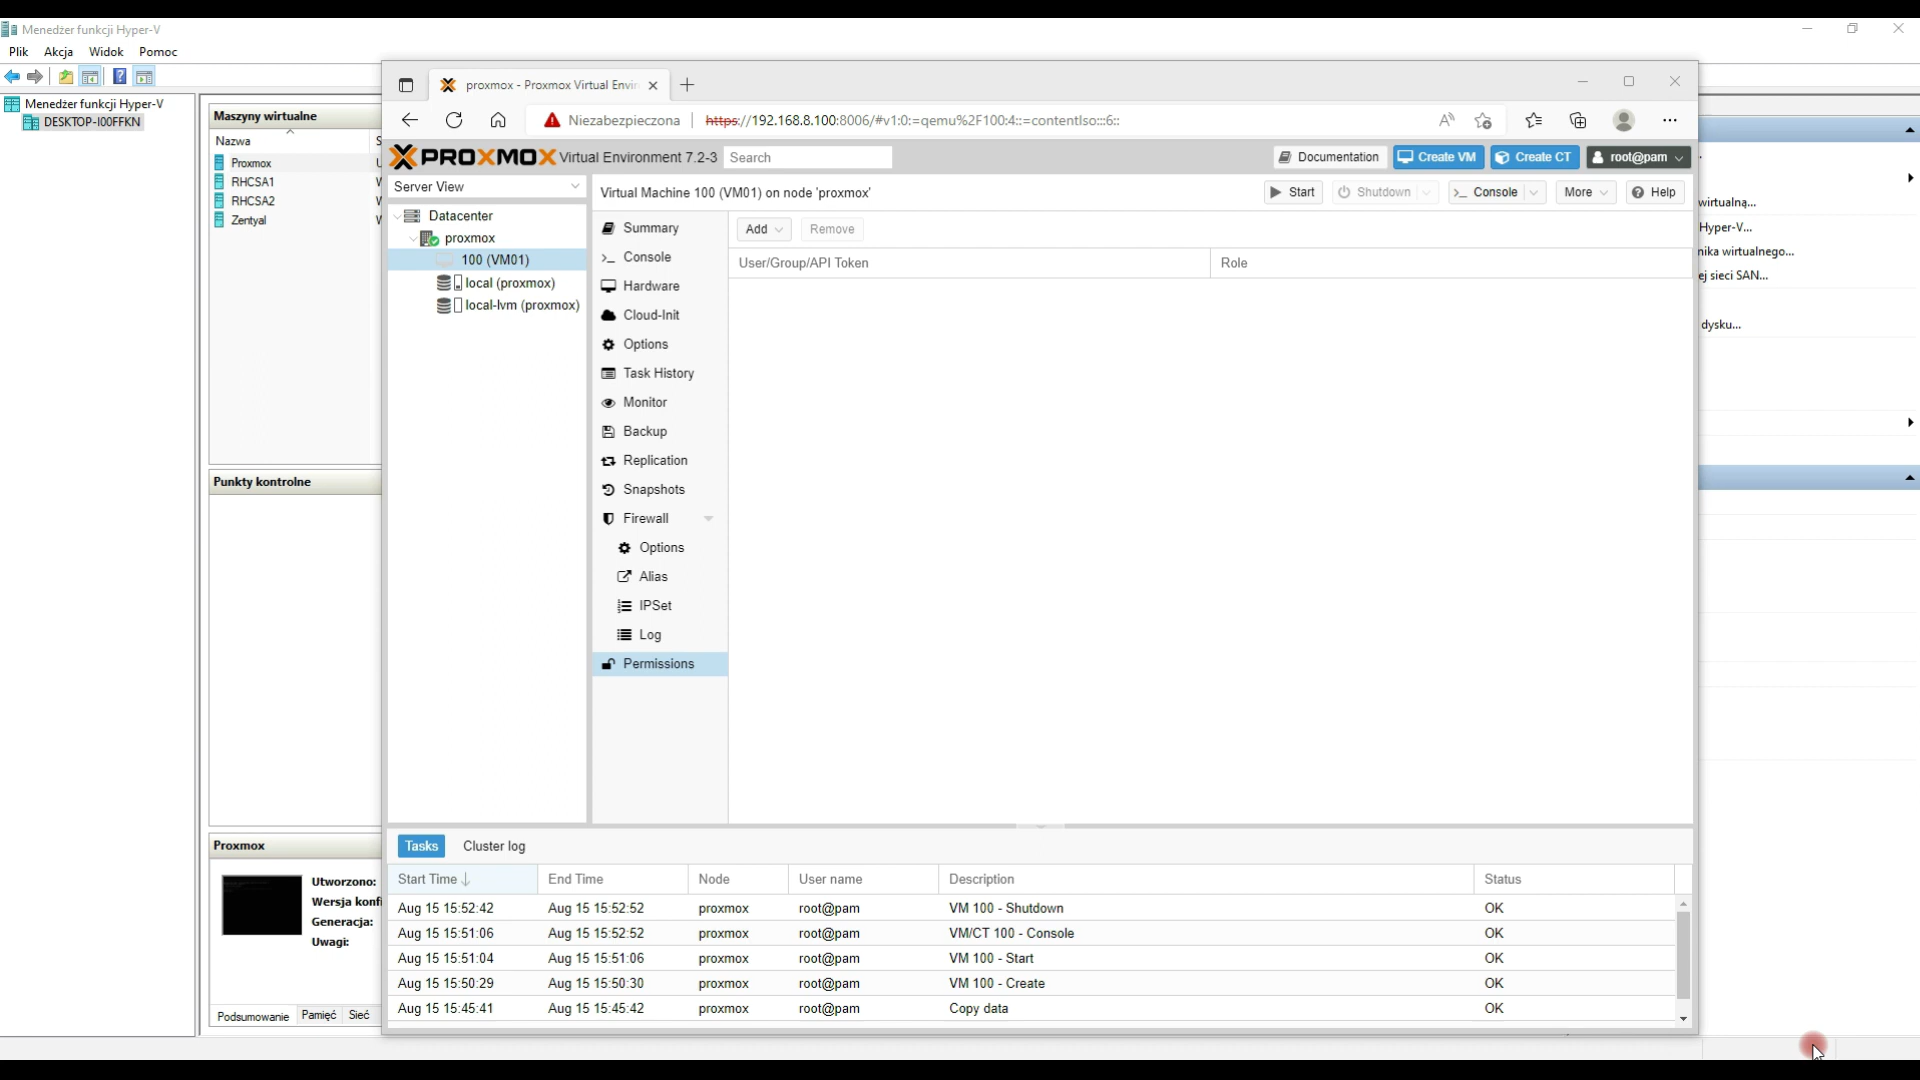 Menedżer funkcji Hyper-V
Plik Akcja Widok Pomoc
Menedżer funkcji Hyper-V
DESKTOP-I00FFKN
Maszyny wirtualne
Nazwa S
Proxmox
RHCSA1
RHCSA2
Zentyal
Punkty kontrolne
Proxmox
Utworzono:
Wersja konfi
Generacja:
Uwagi:
Podsumowanie Pamięć Sieć
proxmox - Proxmox Virtual Envir
Niezabezpieczona https://192.168.8.100:8006/#v1:0:=qemu%2F100:4::=contentIso:::6::
PROXMOX Virtual Environment 7.2-3 Search
Documentation Create VM Create CT root@pam
Server View
Datacenter
proxmox
100 (VM01)
local (proxmox)
local-lvm (proxmox)
Virtual Machine 100 (VM01) on node 'proxmox'
Start Shutdown Console More Help
Summary
Console
Hardware
Cloud-Init
Options
Task History
Monitor
Backup
Replication
Snapshots
Firewall
Options
Alias
IPSet
Log
Permissions
Add Remove
User/Group/API Token Role
Tasks Cluster log
Start Time End Time Node User name Description Status
Aug 15 15:52:42 Aug 15 15:52:52 proxmox root@pam VM 100 - Shutdown OK
Aug 15 15:51:06 Aug 15 15:52:52 proxmox root@pam VM/CT 100 - Console OK
Aug 15 15:51:04 Aug 15 15:51:06 proxmox root@pam VM 100 - Start OK
Aug 15 15:50:29 Aug 15 15:50:30 proxmox root@pam VM 100 - Create OK
Aug 15 15:45:41 Aug 15 15:45:42 proxmox root@pam Copy data OK
wirtualną...
Hyper-V...
nika wirtualnego...
ej sieci SAN...
dysku...